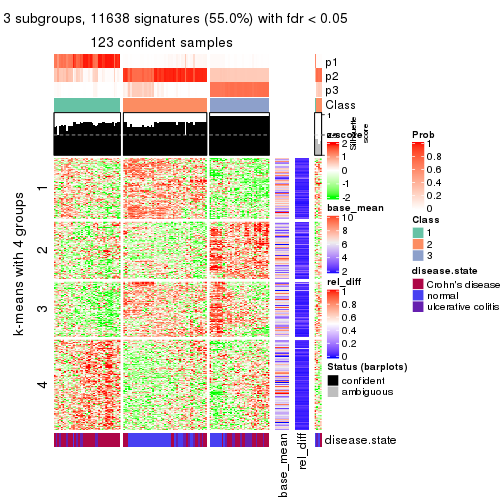 3 subgroups, 11638 signatures (55.0%) with fdr < 0.05
123 confident samples
p1
p2
p3
Class
1
Silhouette
score
k-means with 4 groups
1
2
3
4
z-score
2
1
0
-1
-2
base_mean
10
8
6
4
2
rel_diff
1
0.8
0.6
0.4
0.2
0
Status (barplots)
confident
ambiguous
Prob
1
0.8
0.6
0.4
0.2
0
Class
1
2
3
disease.state
Crohn's disease
normal
ulcerative colitis
disease.state
base_mean
rel_diff